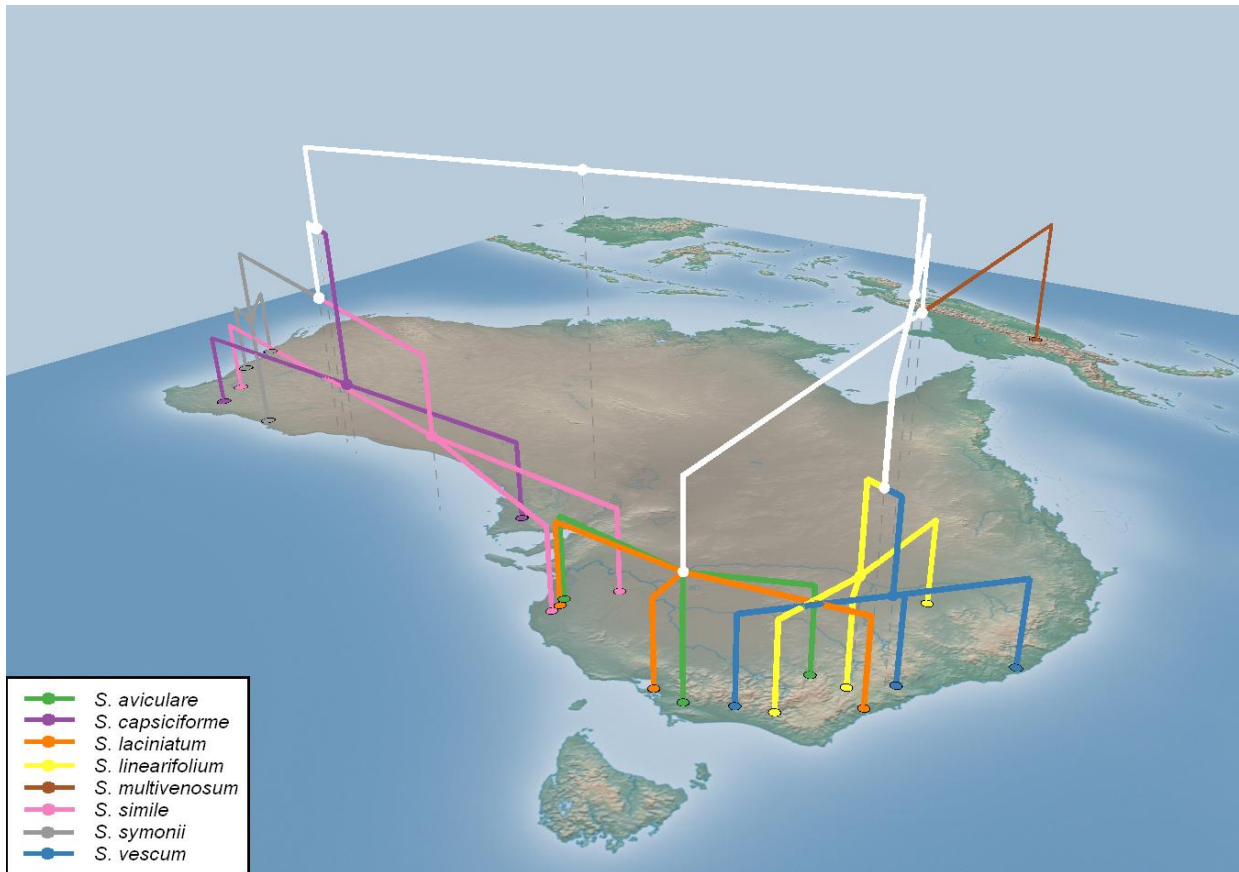 S. aviculare
S. capsiciforme
S. laciniatum
S. linearifolium
S. multivenosum
S. simile
S. symonii
S. vescum